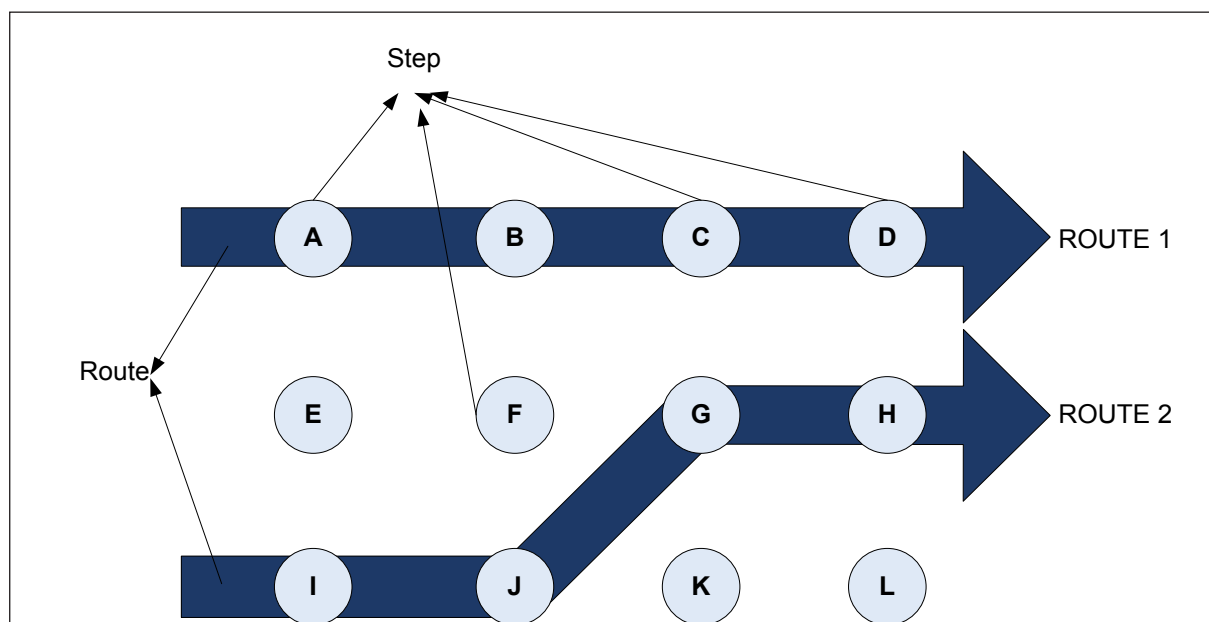 Step
A B C D ROUTE 1
Route
E F G H ROUTE 2
I J K L